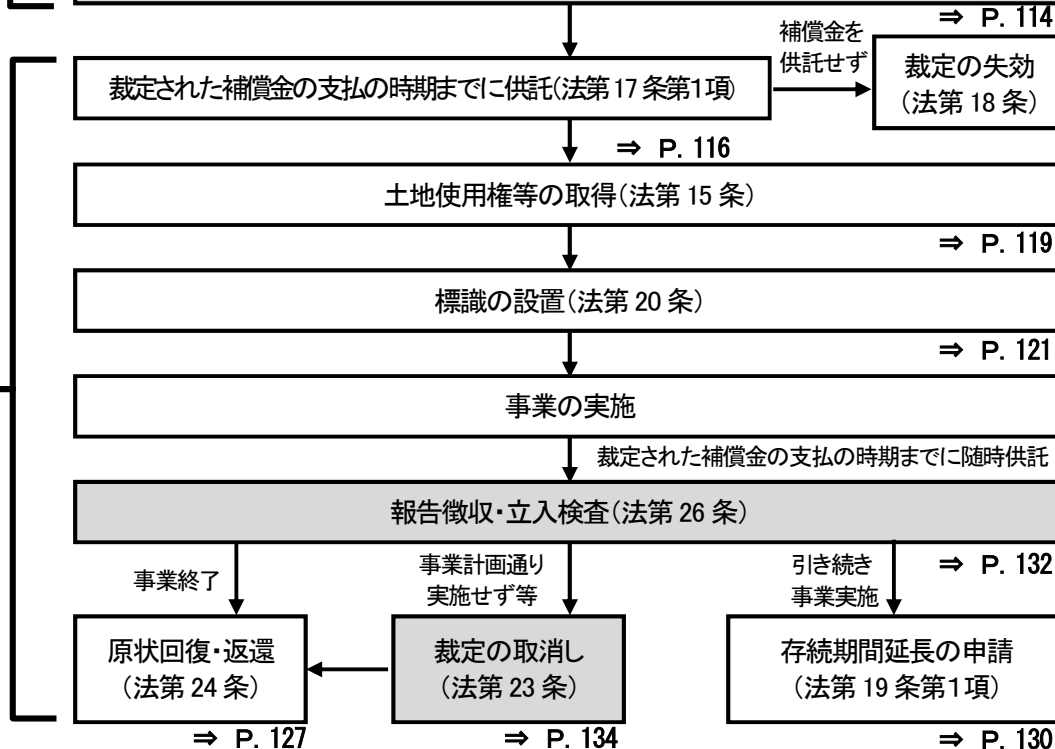 ⇒ P. 114
補償金を
供託せず
裁定された補償金の支払の時期までに供託(法第17条第1項)
裁定の失効
(法第18条)
⇒ P. 116
土地使用権等の取得(法第15条)
⇒ P. 119
標識の設置(法第20条)
⇒ P. 121
事業の実施
裁定された補償金の支払の時期までに随時供託
報告徴収・立入検査(法第26条)
⇒ P. 132
事業終了
事業計画通り
実施せず等
引き続き
事業実施
原状回復・返還
(法第24条)
裁定の取消し
(法第23条)
存続期間延長の申請
(法第19条第1項)
⇒ P. 127
⇒ P. 134
⇒ P. 130